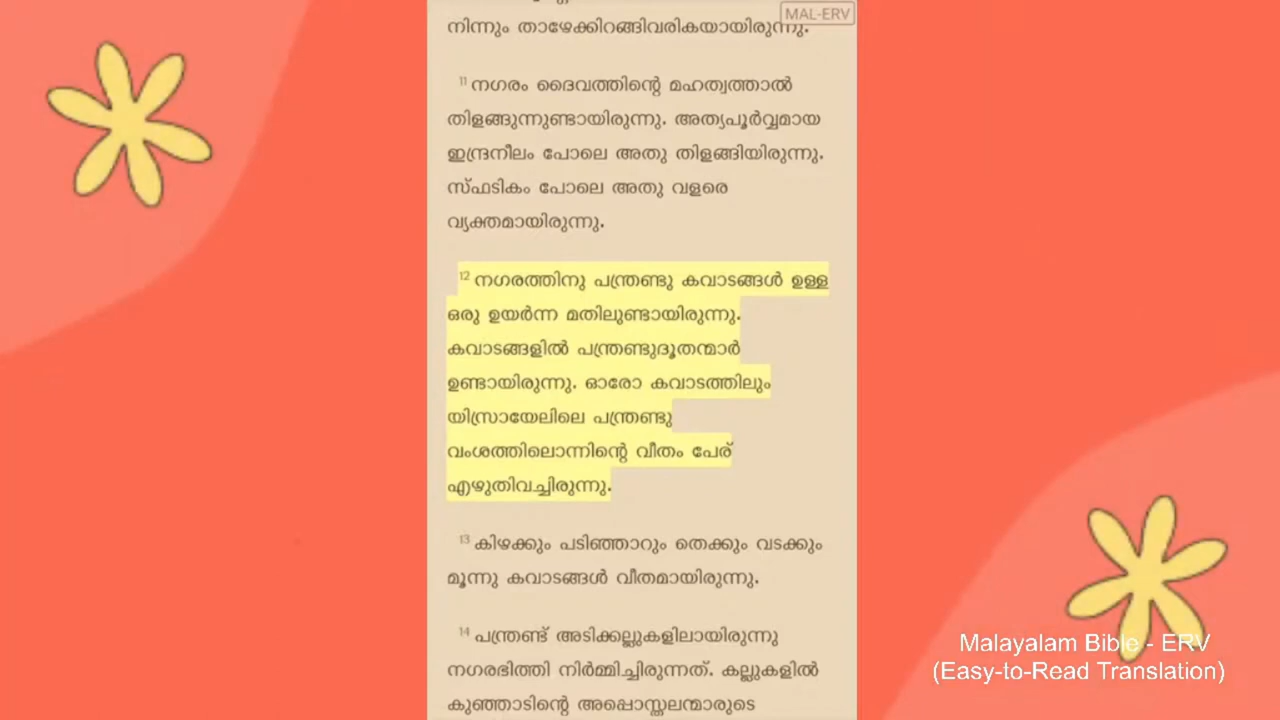 MAL-ERV
നിന്നും താഴേക്കിറങ്ങിവരികയായിരുന്നു.
11 നഗരം ദൈവത്തിന്റെ മഹത്വത്താൽ
തിളങ്ങുന്നുണ്ടായിരുന്നു. അത്യപൂർവ്വമായ
ഇന്ദ്രനീലം പോലെ അതു തിളങ്ങിയിരുന്നു.
സ്ഫടികം പോലെ അതു വളരെ
വ്യക്തമായിരുന്നു.
12 നഗരത്തിനു പന്ത്രണ്ടു കവാടങ്ങൾ ഉള്ള
ഒരു ഉയർന്ന മതിലുണ്ടായിരുന്നു.
കവാടങ്ങളിൽ പന്ത്രണ്ടുദൂതന്മാർ
ഉണ്ടായിരുന്നു. ഓരോ കവാടത്തിലും
യിസ്രായേലിലെ പന്ത്രണ്ടു
വംശത്തിലൊന്നിന്റെ വീതം പേര്
എഴുതിവച്ചിരുന്നു.
13 കിഴക്കും പടിഞ്ഞാറും തെക്കും വടക്കും
മൂന്നു കവാടങ്ങൾ വീതമായിരുന്നു.
14 പന്ത്രണ്ട് അടിക്കല്ലുകളിലായിരുന്നു
നഗരഭിത്തി നിർമ്മിച്ചിരുന്നത്. കല്ലുകളിൽ
കുഞ്ഞാടിന്റെ അപ്പൊസ്തലന്മാരുടെ
Malayalam Bible - ERV
(Easy-to-Read Translation)